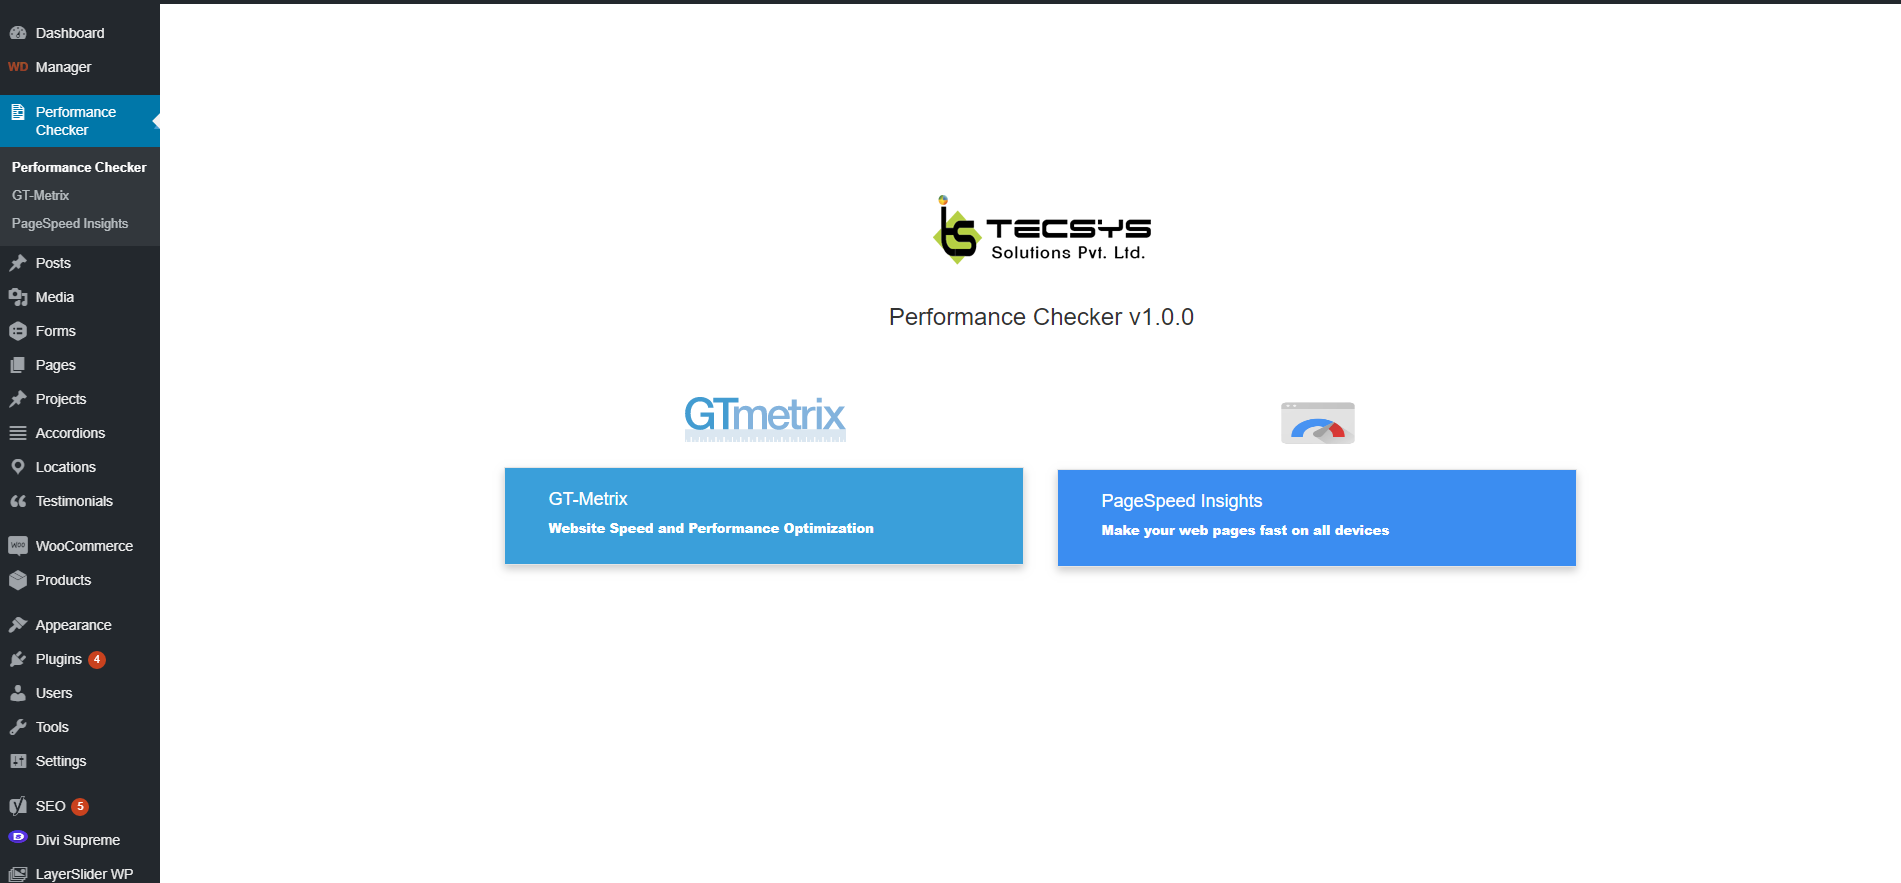 Dashboard
WD Manager
Performance
Checker
Performance Checker
GT-Metrix
PageSpeed Insights
Posts
Media
Forms
Pages
Projects
Accordions
Locations
Testimonials
WOO WooCommerce
Products
Appearance
Plugins 4
Users
Tools
Settings
SEO 5
Divi Supreme
LayerSlider WP
its TECSYS
Solutions Pvt. Ltd.
Performance Checker v1.0.0
GTmetrix
GT-Metrix
Website Speed and Performance Optimization
PageSpeed Insights
Make your web pages fast on all devices